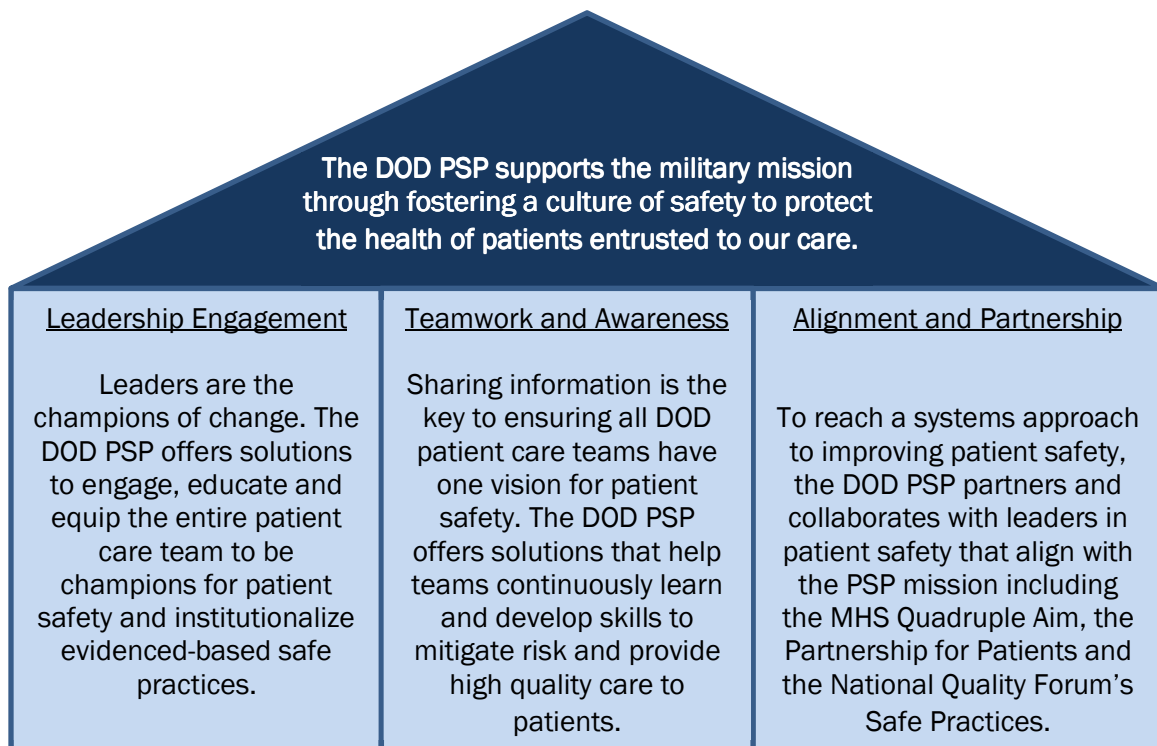 The DOD PSP supports the military mission
through fostering a culture of safety to protect
the health of patients entrusted to our care.
Leadership Engagement
Leaders are the
champions of change. The
DOD PSP offers solutions
to engage, educate and
equip the entire patient
care team to be
champions for patient
safety and institutionalize
evidenced-based safe
practices.
Teamwork and Awareness
Sharing information is the
key to ensuring all DOD
patient care teams have
one vision for patient
safety. The DOD PSP
offers solutions that help
teams continuously learn
and develop skills to
mitigate risk and provide
high quality care to
patients.
Alignment and Partnership
To reach a systems approach
to improving patient safety,
the DOD PSP partners and
collaborates with leaders in
patient safety that align with
the PSP mission including
the MHS Quadruple Aim, the
Partnership for Patients and
the National Quality Forum’s
Safe Practices.